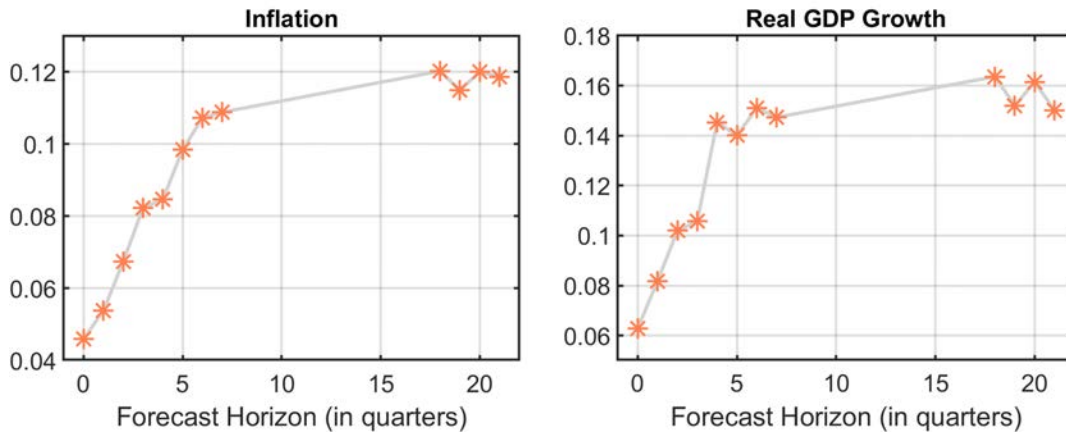 Inflation
0.12
0.1
0.08
0.06
0.04
0 5 10 15 20
Forecast Horizon (in quarters)
Real GDP Growth
0.18
0.16
0.14
0.12
0.1
0.08
0.06
0 5 10 15 20
Forecast Horizon (in quarters)